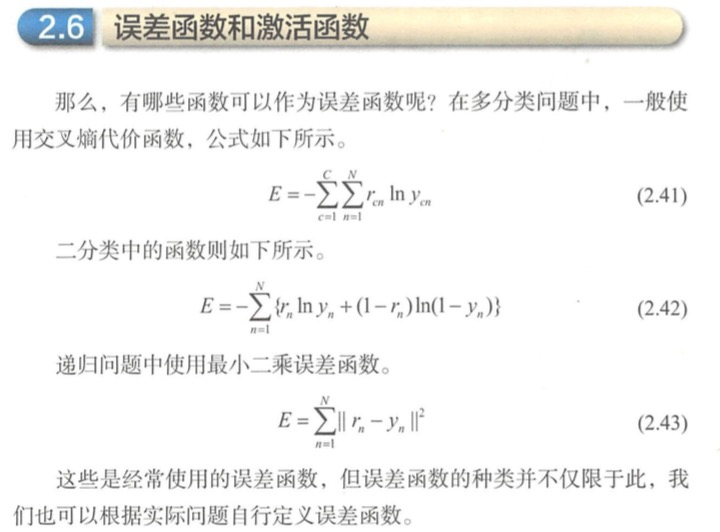 2.6 误差函数和激活函数
那么，有哪些函数可以作为误差函数呢？在多分类问题中，一般使
用交叉熵代价函数，公式如下所示。
E = -∑_{c=1}^{C}∑_{n=1}^{N} r_{cn} ln y_{cn} (2.41)
二分类中的函数则如下所示。
E = -∑_{n=1}^{N}{r_n ln y_n + (1 - r_n)ln(1 - y_n)} (2.42)
递归问题中使用最小二乘误差函数。
E = ∑_{n=1}^{N}|| r_n - y_n ||^2 (2.43)
这些是经常使用的误差函数，但误差函数的种类并不仅限于此，我
们也可以根据实际问题自行定义误差函数。